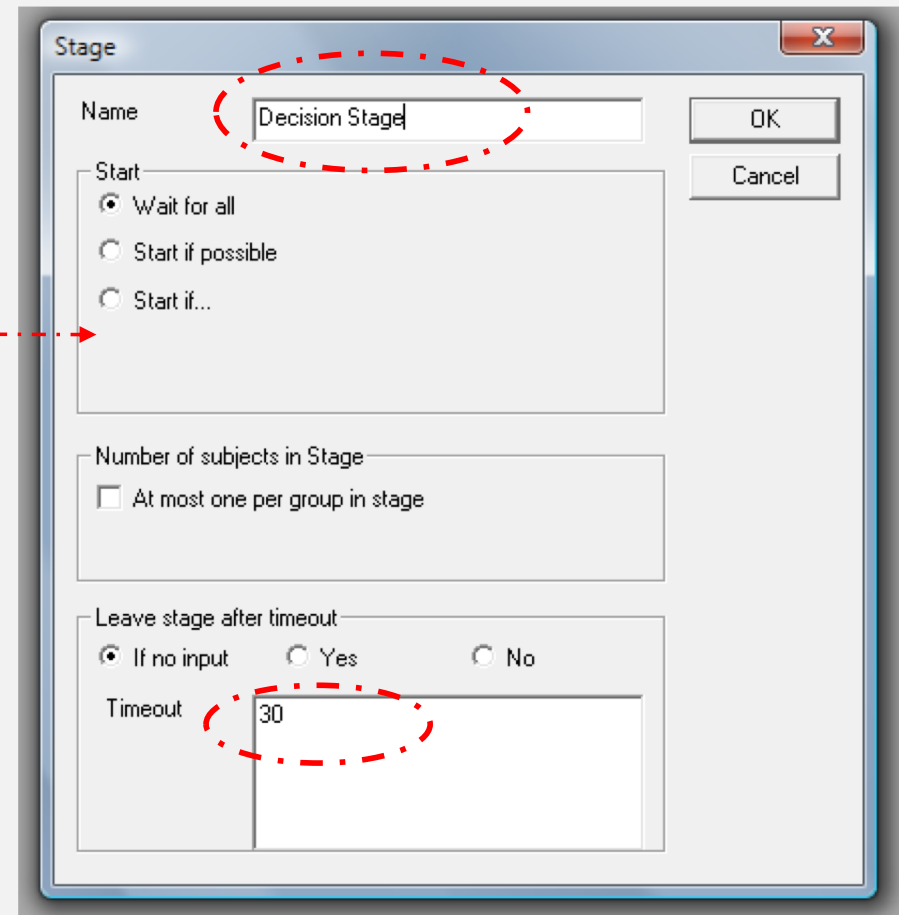 Stage
Name
Decision Stage
OK
Cancel
Start
Wait for all
Start if possible
Start if...
Number of subjects in Stage
At most one per group in stage
Leave stage after timeout
If no input Yes No
Timeout
30